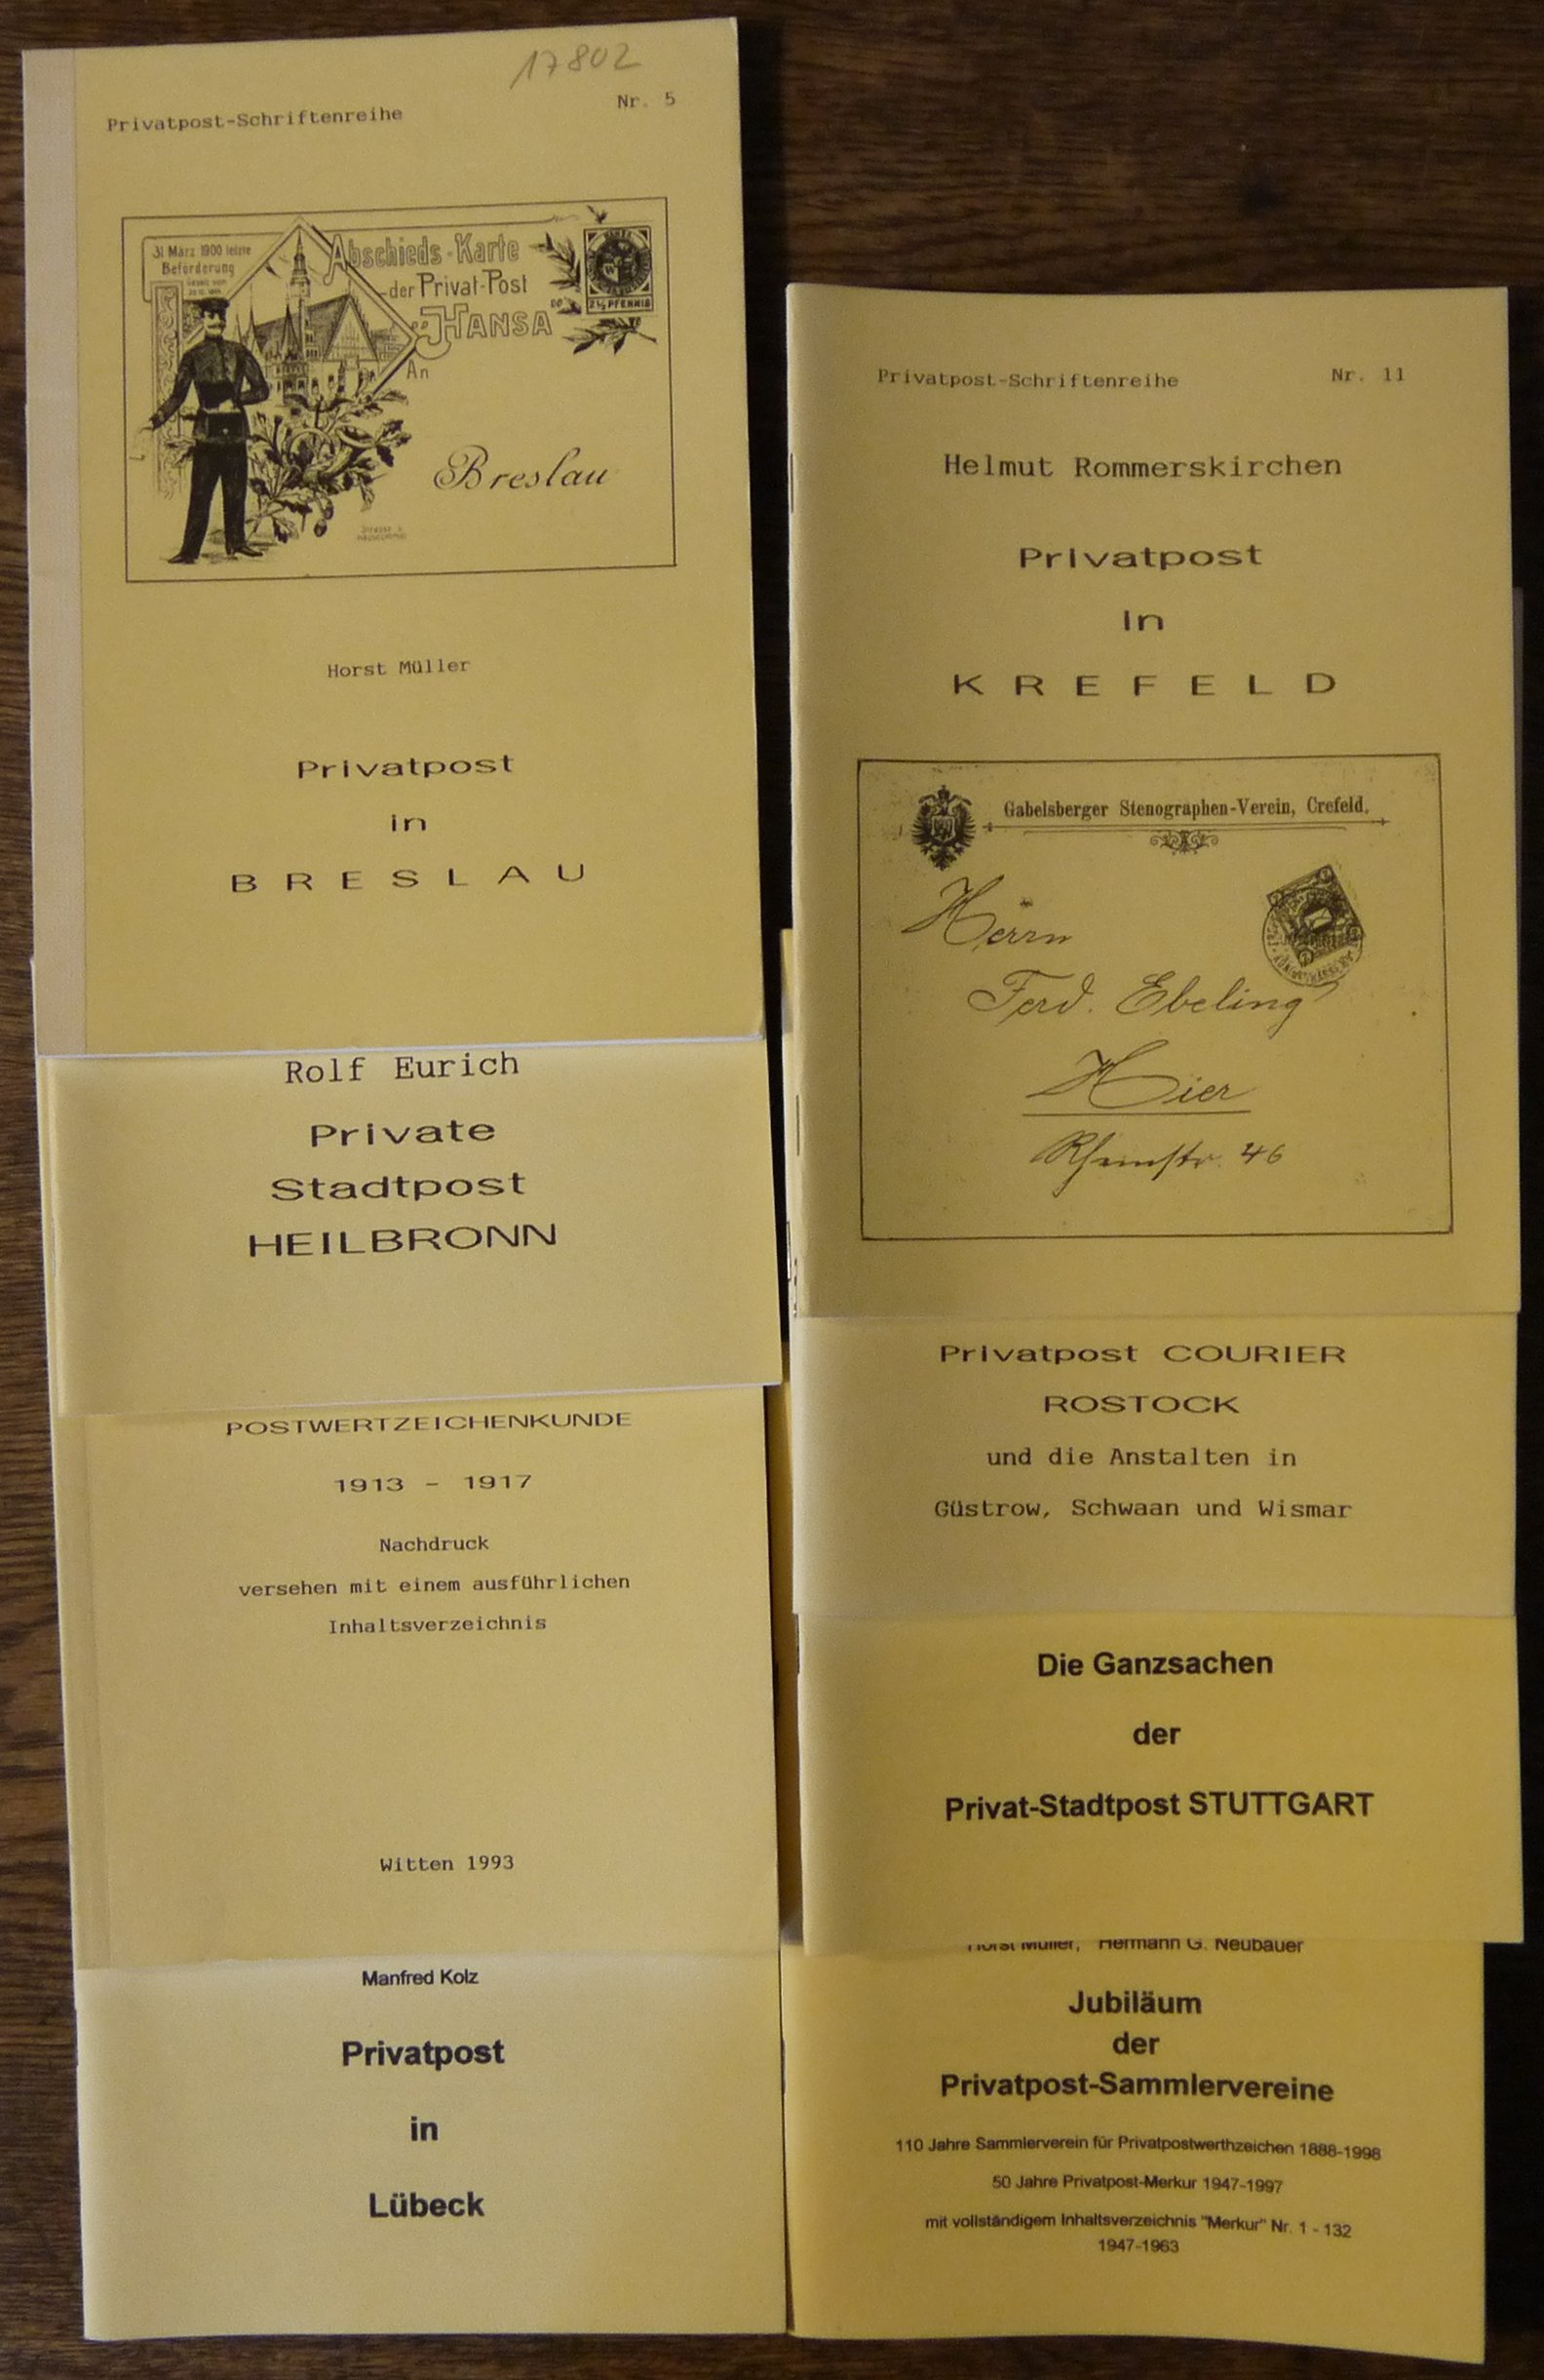 17802
Privatpost-Schriftenreihe Nr. 5
31 März 1900 letzte
Beförderung
Abschieds-Karte
der Privat-Post
HANSA
2½ PFENNIG
An
Breslau
Horst Müller
Privatpost
in
BRESLAU
Rolf Eurich
Private
Stadtpost
HEILBRONN
POSTWERTZEICHENKUNDE
1913 - 1917
Nachdruck
versehen mit einem ausführlichen
Inhaltsverzeichnis
Witten 1993
Manfred Kolz
Privatpost
in
Lübeck
Privatpost-Schriftenreihe Nr. 11
Helmut Rommerskirchen
Privatpost
in
KREFELD
Gabelsberger Stenographen-Verein, Crefeld.
Herrn
Ferd. Ebeling
Hier
Rheinstr. 46
Privatpost COURIER
ROSTOCK
und die Anstalten in
Güstrow, Schwaan und Wismar
Die Ganzsachen
der
Privat-Stadtpost STUTTGART
Horst Müller, Hermann G. Neubauer
Jubiläum
der
Privatpost-Sammlervereine
110 Jahre Sammlerverein für Privatpostwerthzeichen 1888-1998
50 Jahre Privatpost-Merkur 1947-1997
mit vollständigem Inhaltsverzeichnis "Merkur" Nr. 1 - 132
1947-1963